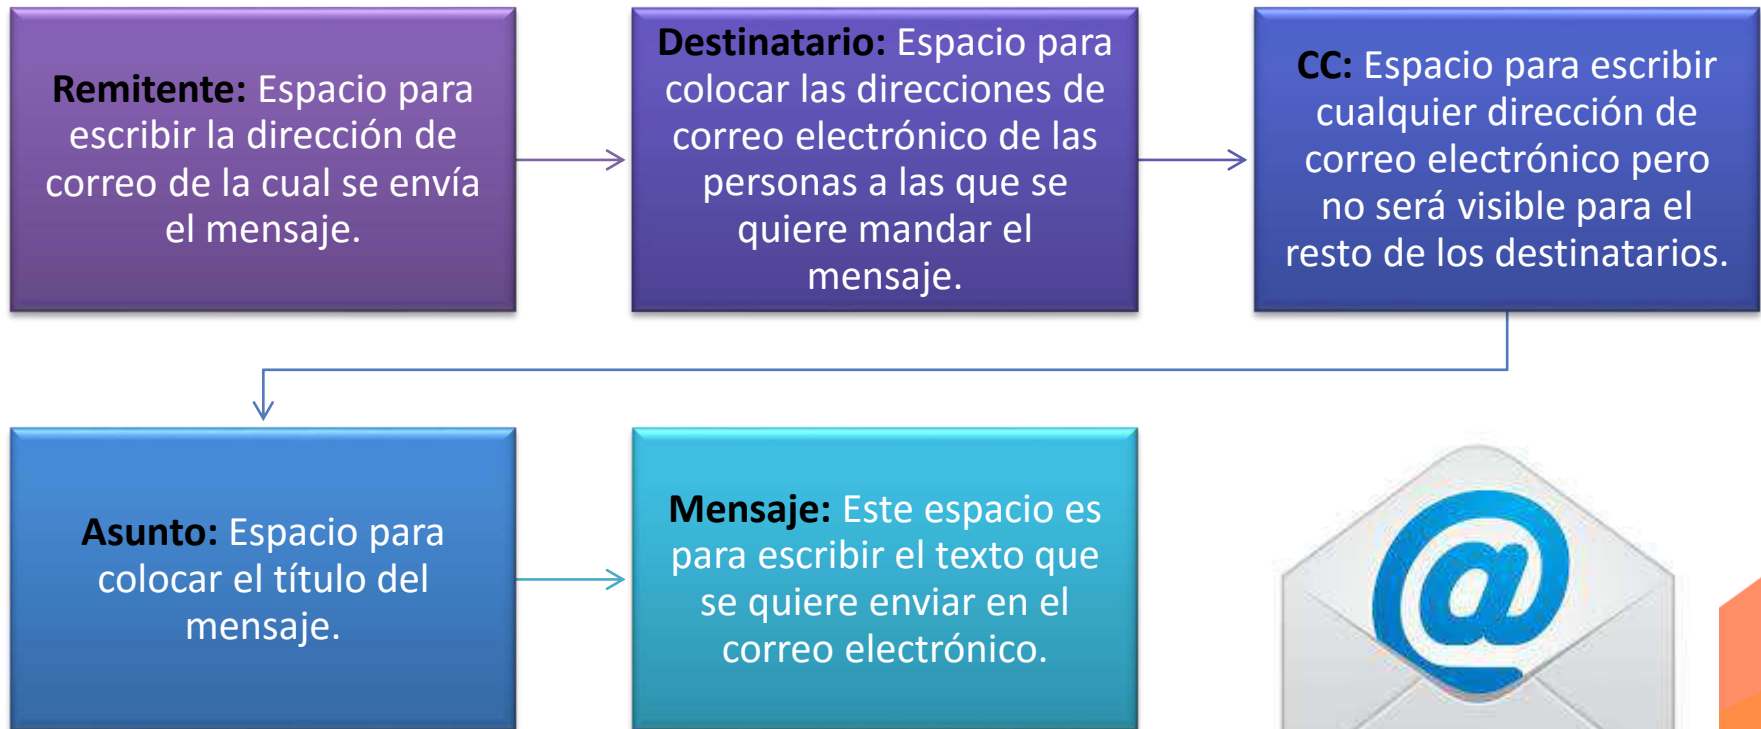 Remitente: Espacio para
escribir la dirección de
correo de la cual se envía
el mensaje.
Destinatario: Espacio para
colocar las direcciones de
correo electrónico de las
personas a las que se
quiere mandar el
mensaje.
CC: Espacio para escribir
cualquier dirección de
correo electrónico pero
no será visible para el
resto de los destinatarios.
Asunto: Espacio para
colocar el título del
mensaje.
Mensaje: Este espacio es
para escribir el texto que
se quiere enviar en el
correo electrónico.
@